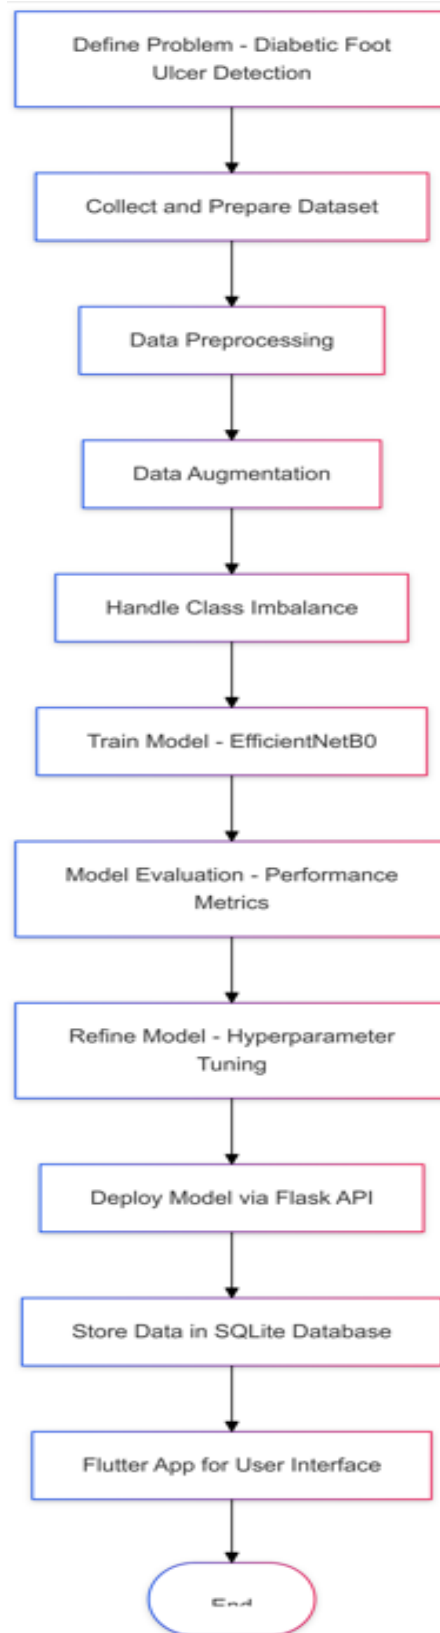 Define Problem - Diabetic Foot
Ulcer Detection
Collect and Prepare Dataset
Data Preprocessing
Data Augmentation
Handle Class Imbalance
Train Model - EfficientNetB0
Model Evaluation - Performance
Metrics
Refine Model - Hyperparameter
Tuning
Deploy Model via Flask API
Store Data in SQLite Database
Flutter App for User Interface
End